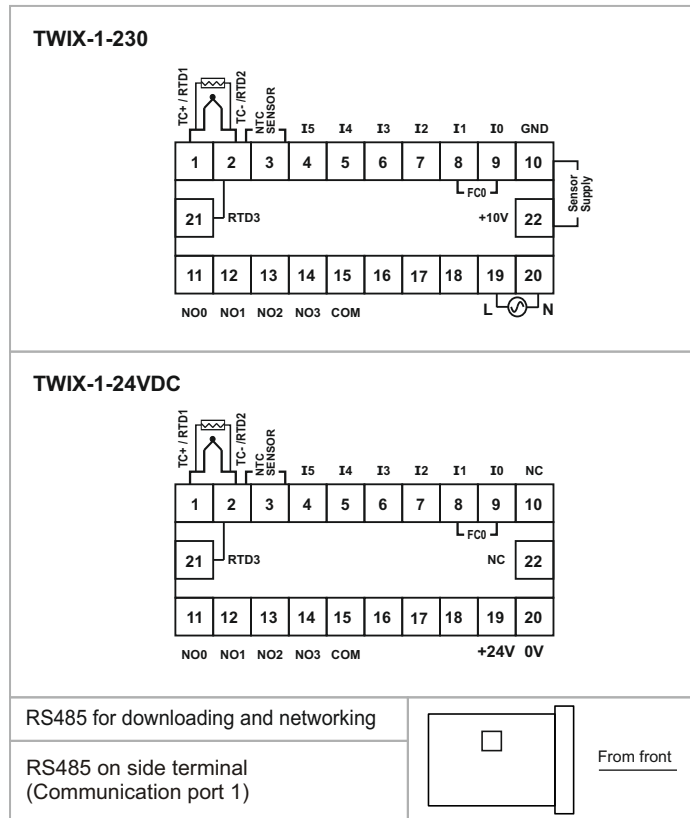 TWIX-1-230
TC+ / RTD1
TC- /RTD2
NTC
SENSOR
I5 I4 I3 I2 I1 I0 GND
1 2 3 4 5 6 7 8 9 10
FC0
Sensor
Supply
21 RTD3 +10V 22
11 12 13 14 15 16 17 18 19 20
NO0 NO1 NO2 NO3 COM L N
TWIX-1-24VDC
TC+ / RTD1
TC- /RTD2
NTC
SENSOR
I5 I4 I3 I2 I1 I0 NC
1 2 3 4 5 6 7 8 9 10
FC0
21 RTD3 NC 22
11 12 13 14 15 16 17 18 19 20
NO0 NO1 NO2 NO3 COM +24V 0V
RS485 for downloading and networking
RS485 on side terminal
(Communication port 1)
From front